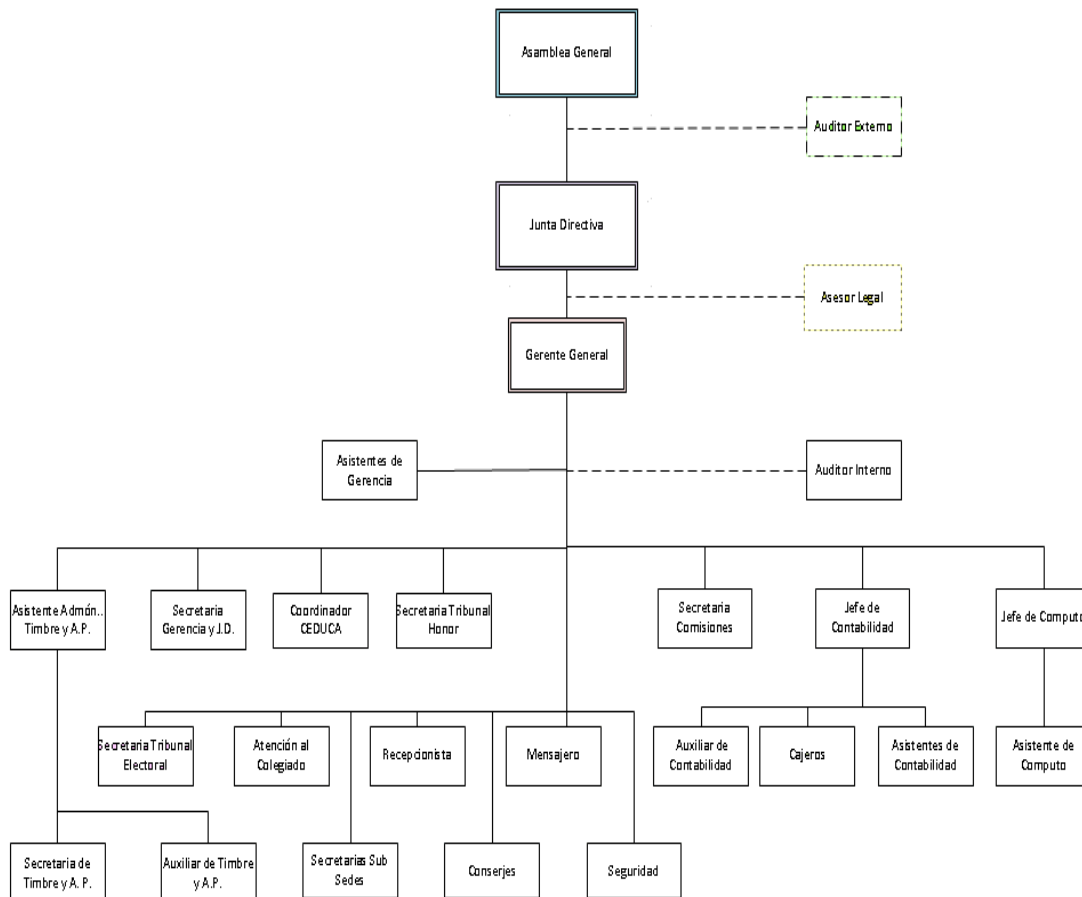 Asamblea General
Auditor Externo
Junta Directiva
Asesor Legal
Gerente General
Asistentes de
Gerencia
Auditor Interno
Asistente Admón..
Timbre y A.P.
Secretaria
Gerencia y J.D.
Coordinador
CEDUCA
Secretaria Tribunal
Honor
Secretaria
Comisiones
Jefe de
Contabilidad
Jefe de Computo
Secretaria Tribunal
Electoral
Atención al
Colegiado
Recepcionista
Mensajero
Auxiliar de
Contabilidad
Cajeros
Asistentes de
Contabilidad
Asistente de
Computo
Secretaria de
Timbre y A. P.
Auxiliar de Timbre
y A.P.
Secretarias Sub
Sedes
Conserjes
Seguridad